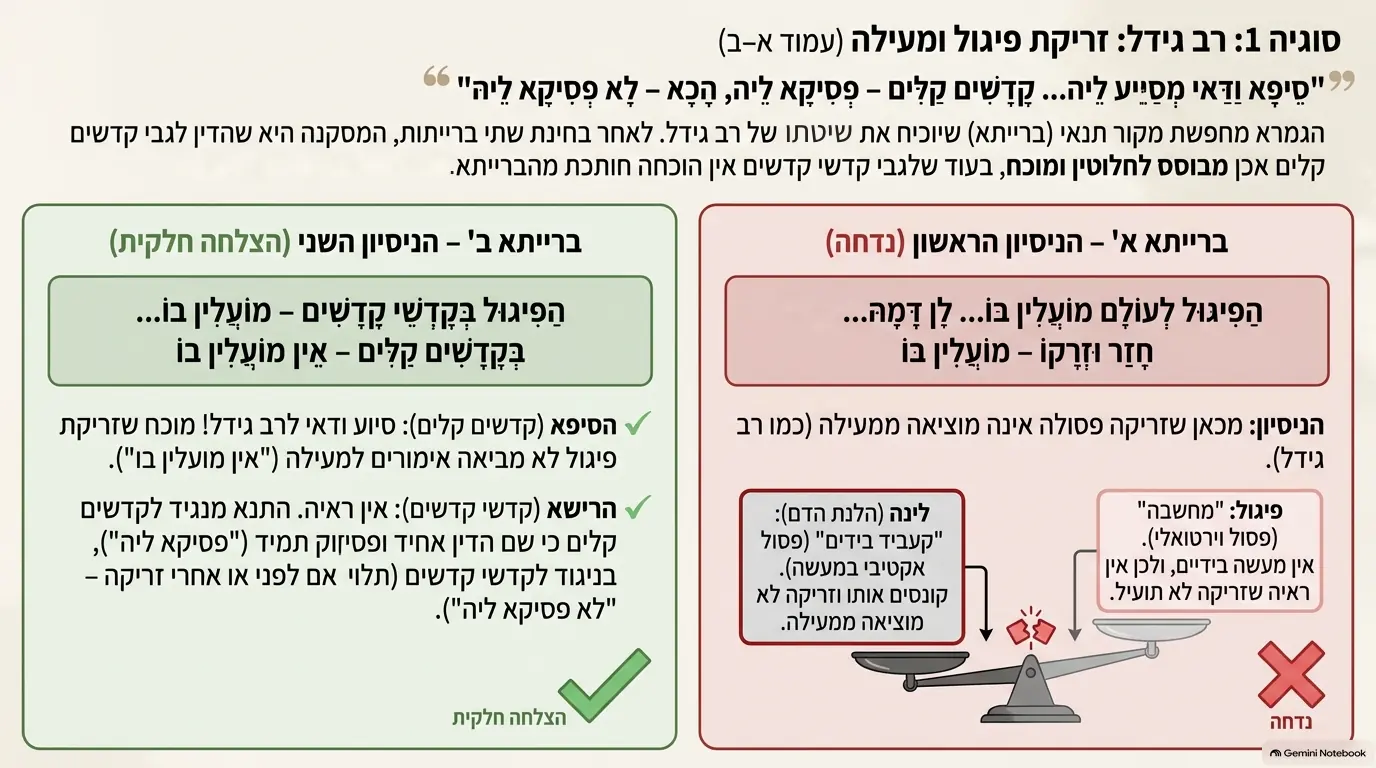 סוגיה 1: רב גידל: זריקת פיגול ומעילה (עמוד א–ב)
"סֵיפָא וַדַּאי מְסַיֵּיע לֵיה... קָדָשִׁים קַלִּים – פְּסִיקָא לֵיה, הָכָא – לָא פְּסִיקָא לֵיהּ"
הגמרא מחפשת מקור תנאי (ברייתא) שיוכיח את שיטתו של רב גידל. לאחר בחינת שתי ברייתות, המסקנה היא שהדין לגבי קדשים
קלים אכן מבוסס לחלוטין ומוכח, בעוד שלגבי קדשי קדשים אין הוכחה חותכת מהברייתא.
ברייתא א' – הניסיון הראשון (נדחה)
הַפִּיגּוּל לְעוֹלָם מוֹעֲלִין בּוֹ... לָן דָּמָהּ...
חָזַר וּזְרָקוֹ – מוֹעֲלִין בּוֹ
הניסיון: מכאן שזריקה פסולה אינה מוציאה ממעילה (כמו רב
גידל).
פיגול: "מחשבה"
(פסול וירטואלי).
אין מעשה בידיים, ולכן אין
ראיה שזריקה לא תועיל.
לינה (הלנת הדם):
"קעביד בידים" (פסול
אקטיבי במעשה).
קונסים אותו וזריקה לא
מוציאה ממעילה.
נדחה
ברייתא ב' – הניסיון השני (הצלחה חלקית)
הַפִּיגּוּל בְּקָדְשֵׁי קָדָשִׁים – מוֹעֲלִין בוֹ...
בְּקָדָשִׁים קַלִּים – אֵין מוֹעֲלִין בוֹ
הסיפא (קדשים קלים): סיוע ודאי לרב גידל! מוכח שזריקת
פיגול לא מביאה אימורים למעילה ("אין מועלין בו").
הרישא (קדשי קדשים): אין ראיה. התנא מנגיד לקדשים
קלים כי שם הדין אחיד ופסוק תמיד ("פסיקא ליה"),
בניגוד לקדשי קדשים (תלוי אם לפני או אחרי זריקה –
"לא פסיקא ליה").
הצלחה חלקית
Gemini Notebook